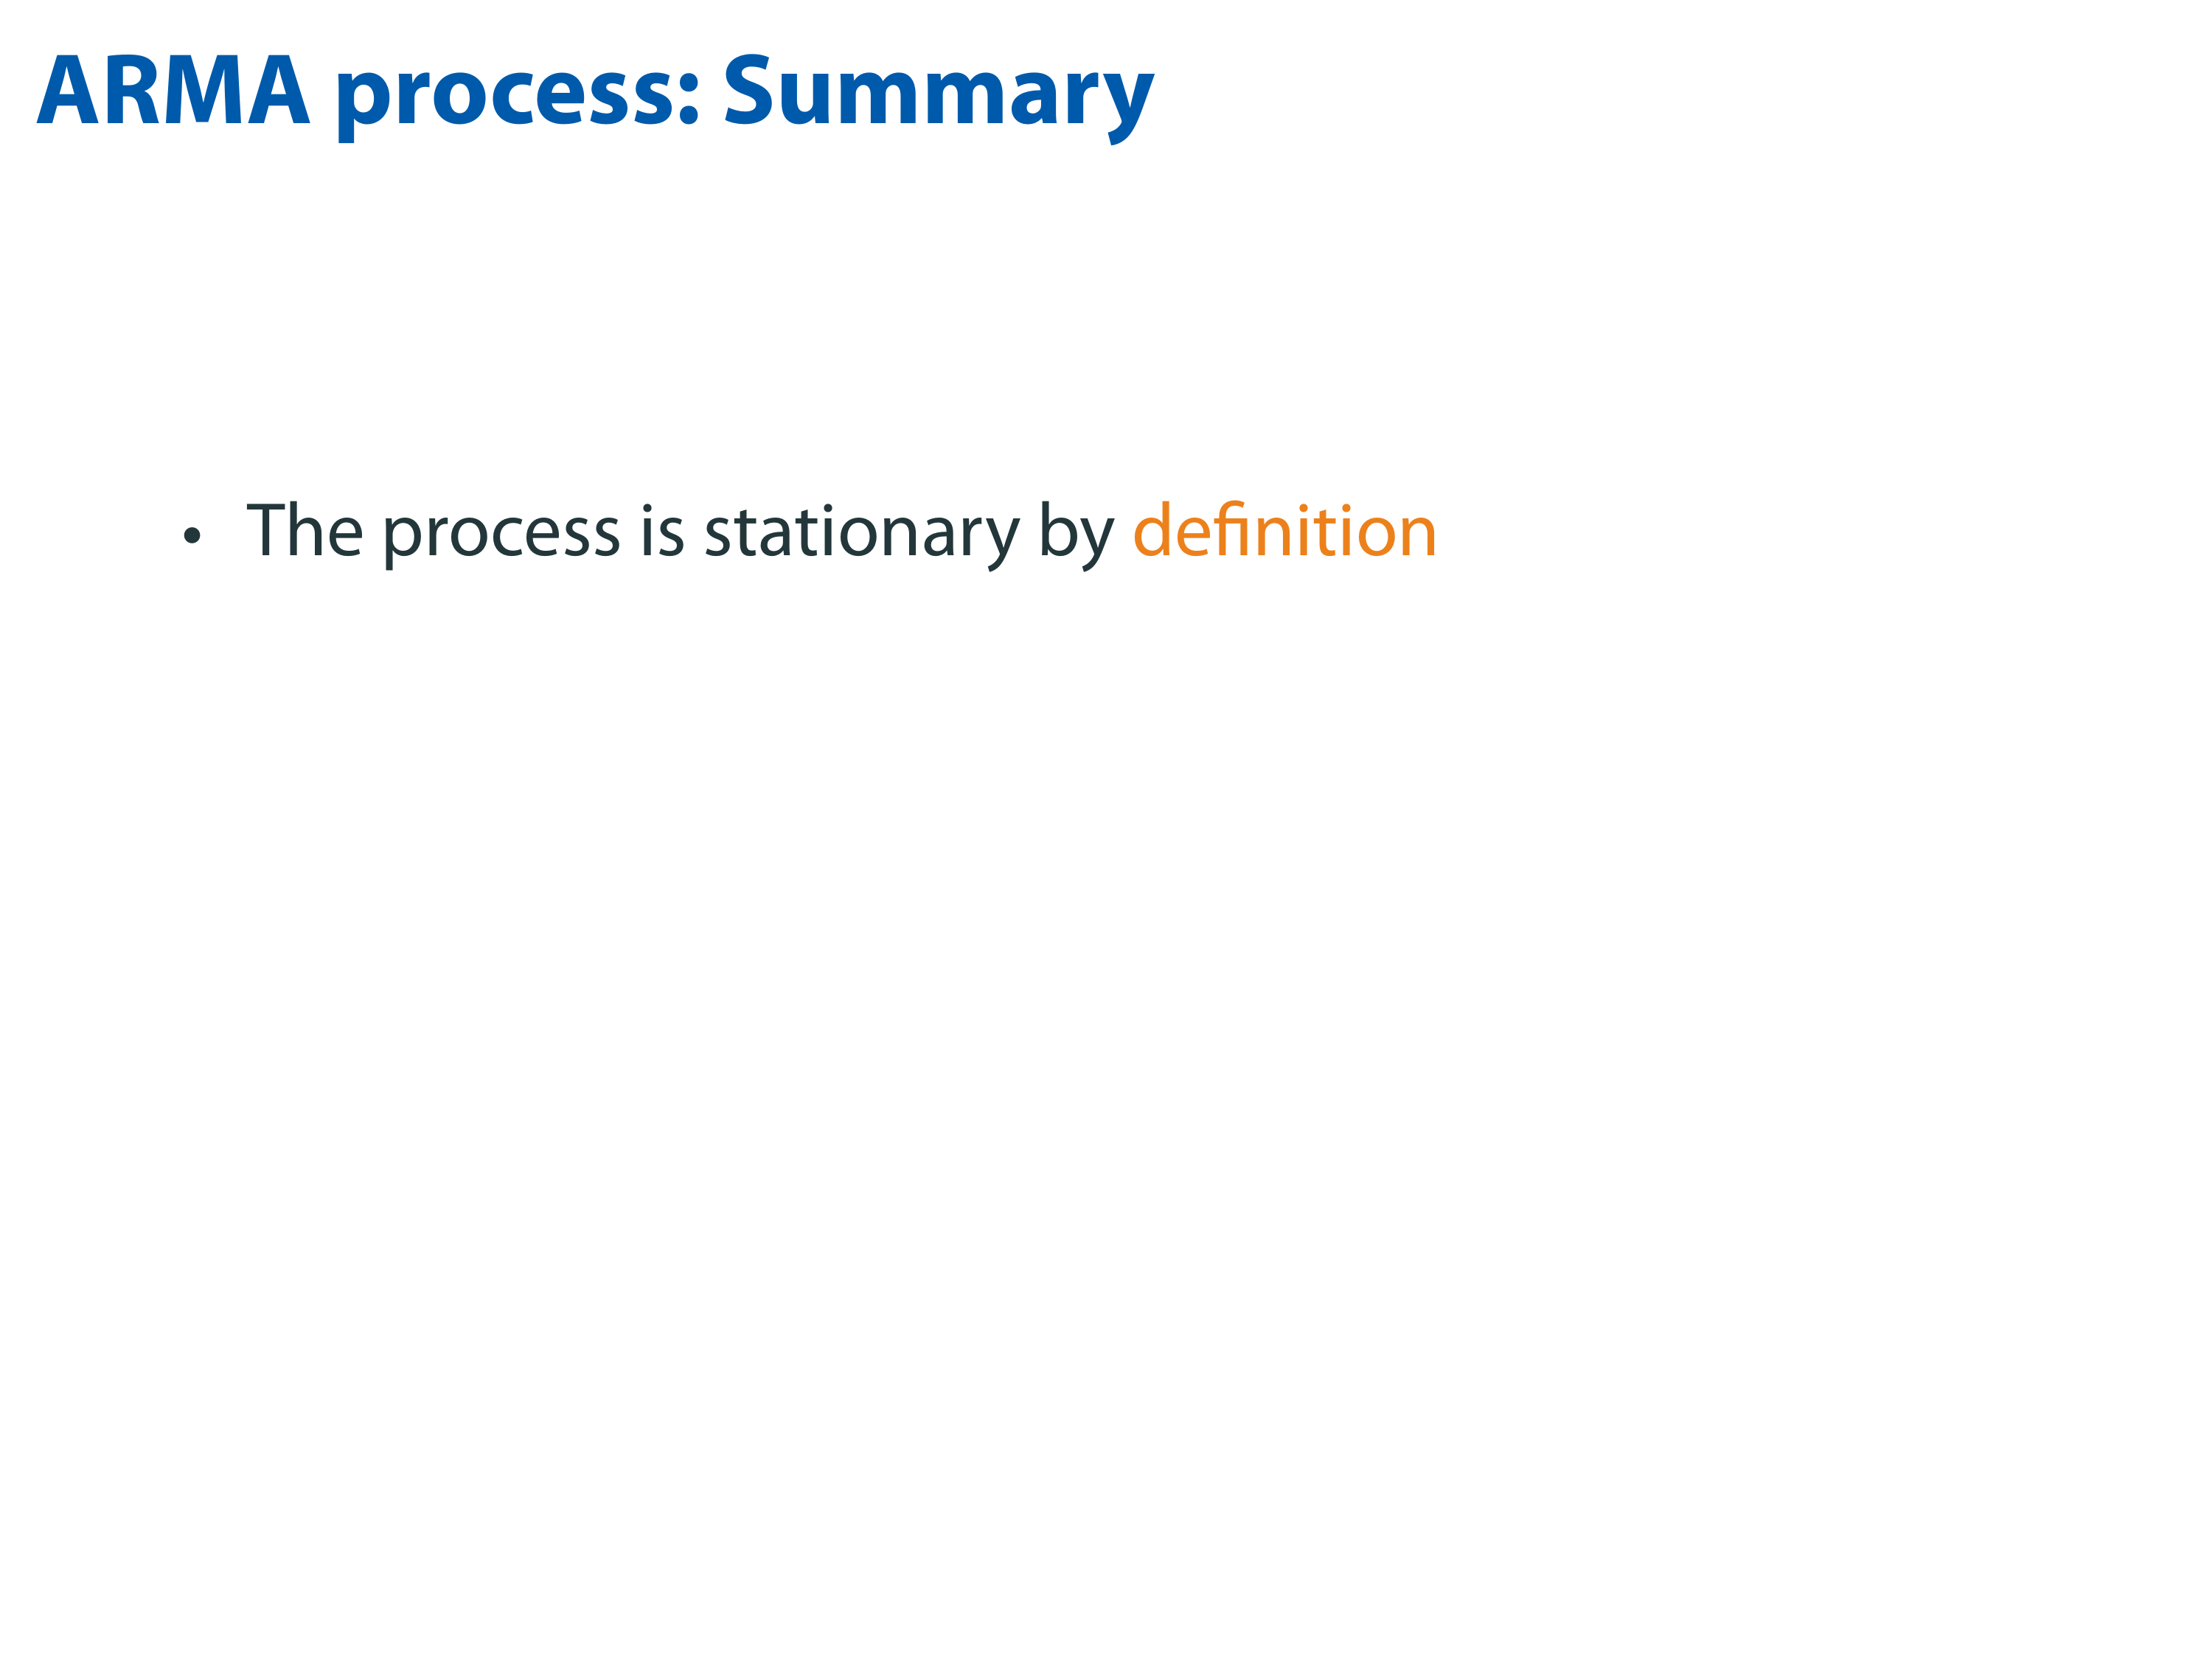 ARMA process: Summary
• The process is stationary by definition